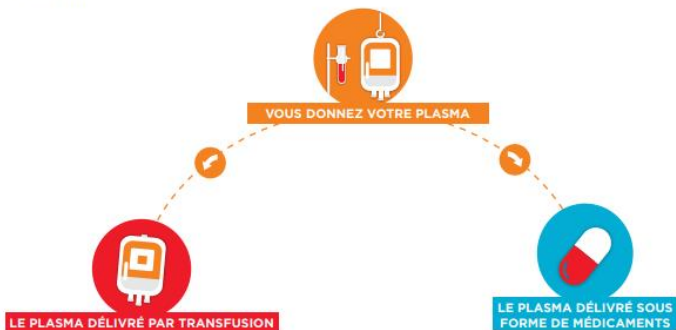 VOUS DONNEZ VOTRE PLASMA
LE PLASMA DÉLIVRÉ PAR TRANSFUSION
LE PLASMA DÉLIVRÉ SOUS
FORME DE MÉDICAMENTS